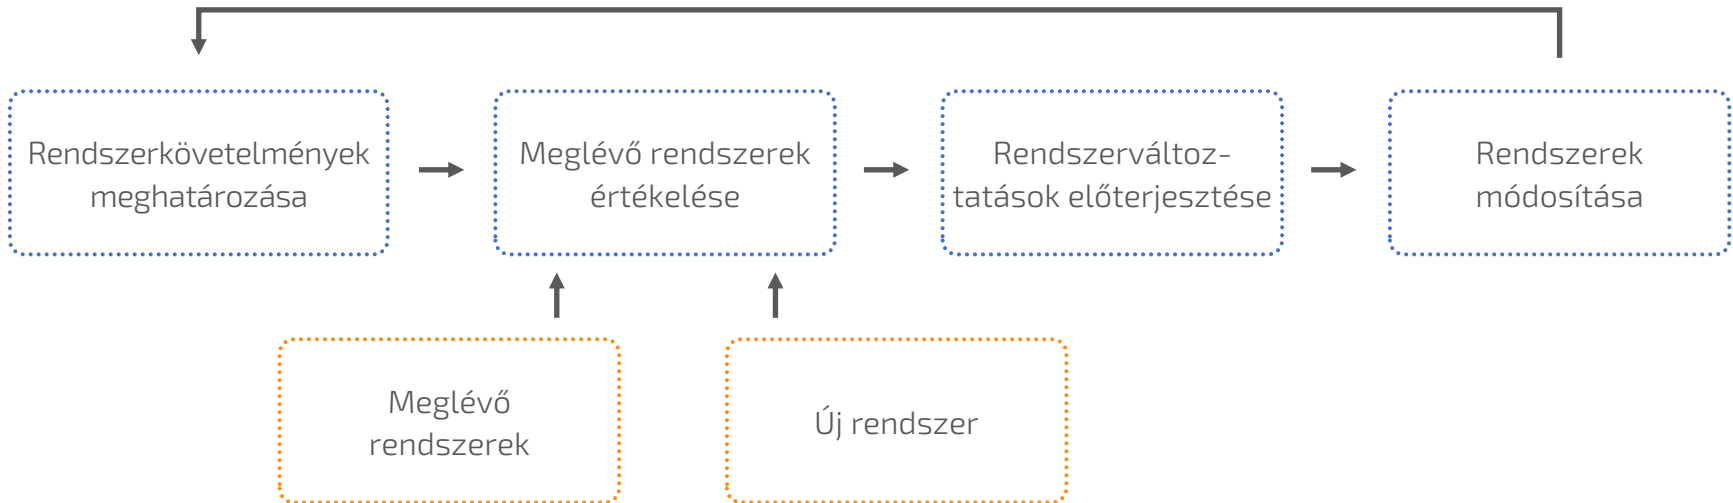 Rendszerkövetelmények
meghatározása
Meglévő rendszerek
értékelése
Rendszerváltoz-
tatások előterjesztése
Rendszerek
módosítása
Meglévő
rendszerek
Új rendszer